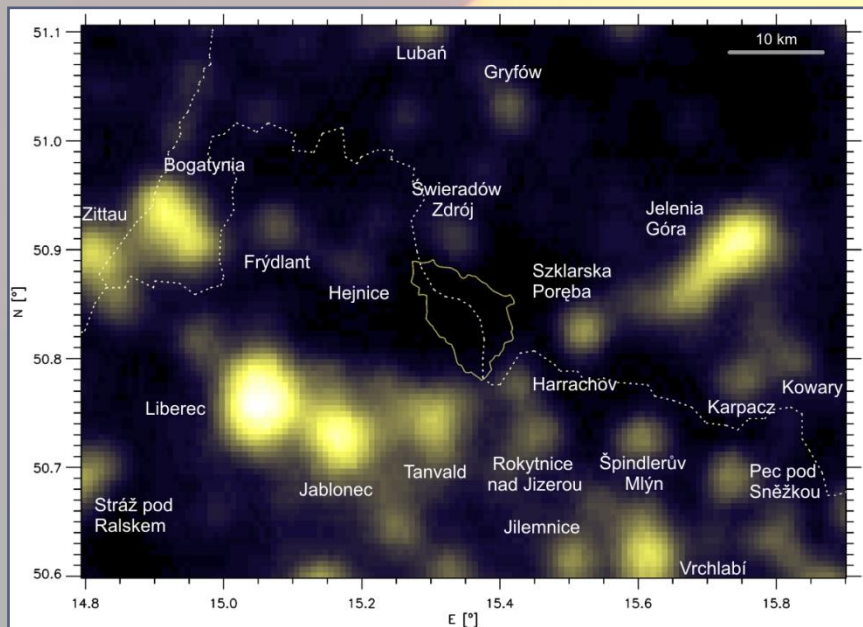 51.1
Lubań
10 km
Gryfów
51.0
Bogatynia
Świeradów
Zdrój
Zittau
Jelenia
Góra
50.9
Frýdlant
Hejnice
Szklarska
Poręba
N [°]
50.8
Harrachov
Kowary
Liberec
Karpacz
50.7
Jablonec
Tanvald
Rokytnice
nad Jizerou
Špindlerův
Mlýn
Pec pod
Sněžkou
Stráž pod
Ralskem
Jilemnice
Vrchlabí
50.6
14.8
15.0
15.2
15.4
15.6
15.8
E [°]